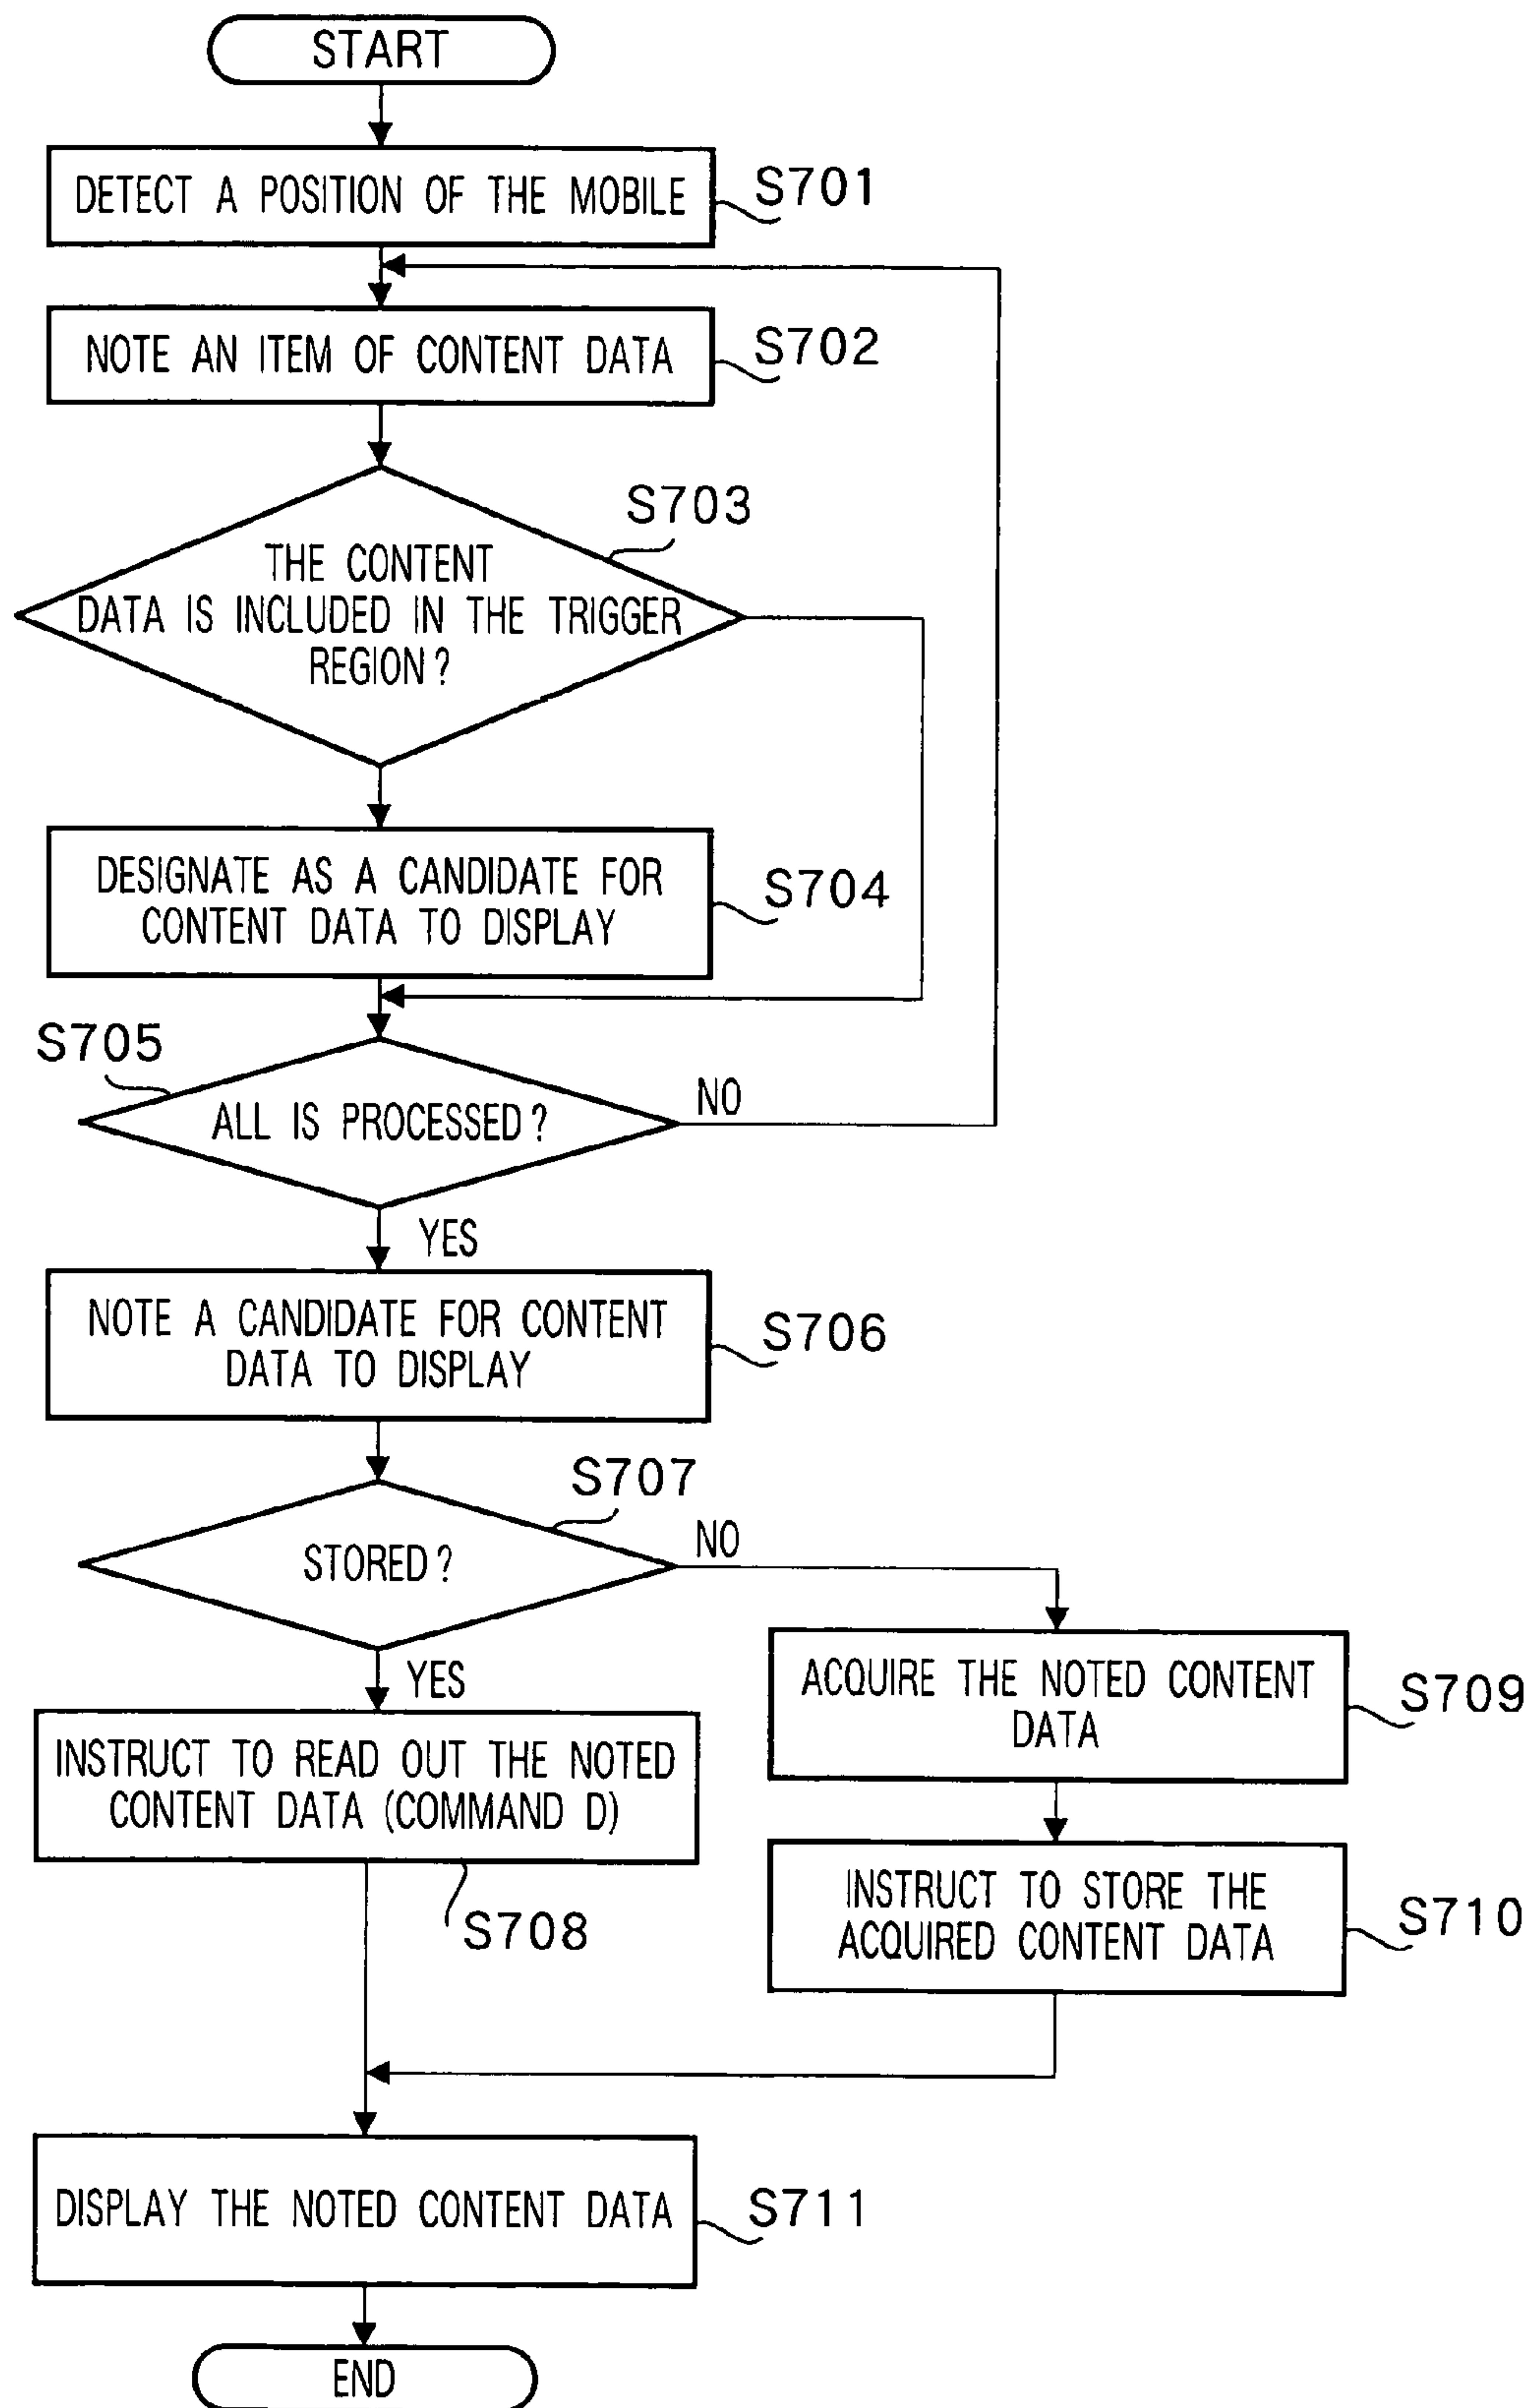 START
DETECT A POSITION OF THE MOBILE
S701
NOTE AN ITEM OF CONTENT DATA
S702
S703
THE CONTENT
DATA IS INCLUDED IN THE TRIGGER
REGION?
DESIGNATE AS A CANDIDATE FOR
CONTENT DATA TO DISPLAY
S704
S705
ALL IS PROCESSED?
NO
YES
NOTE A CANDIDATE FOR CONTENT
DATA TO DISPLAY
S706
S707
STORED?
NO
YES
ACQUIRE THE NOTED CONTENT
DATA
S709
INSTRUCT TO READ OUT THE NOTED
CONTENT DATA (COMMAND D)
S708
INSTRUCT TO STORE THE
ACQUIRED CONTENT DATA
S710
DISPLAY THE NOTED CONTENT DATA
S711
END